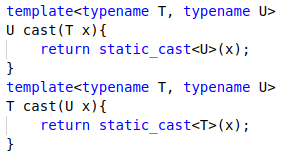 template<typename T, typename U>
U cast(T x){
    return static_cast<U>(x);
}
template<typename T, typename U>
T cast(U x){
    return static_cast<T>(x);
}